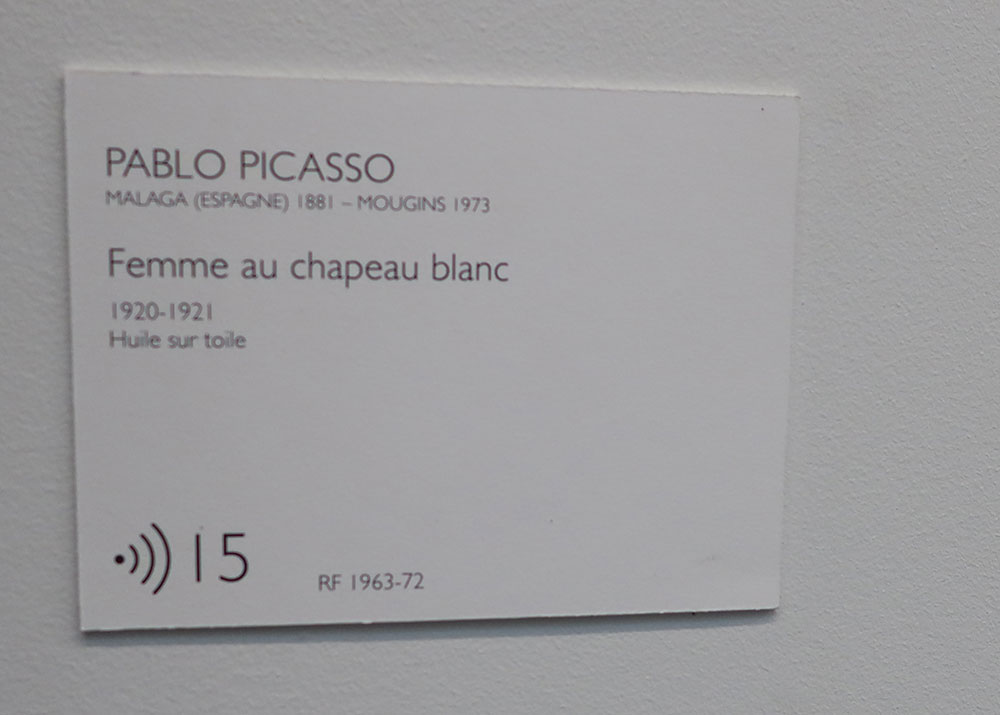 PABLO PICASSO
MALAGA (ESPAGNE) 1881 – MOUGINS 1973
Femme au chapeau blanc
1920-1921
Huile sur toile
15
RF 1963-72